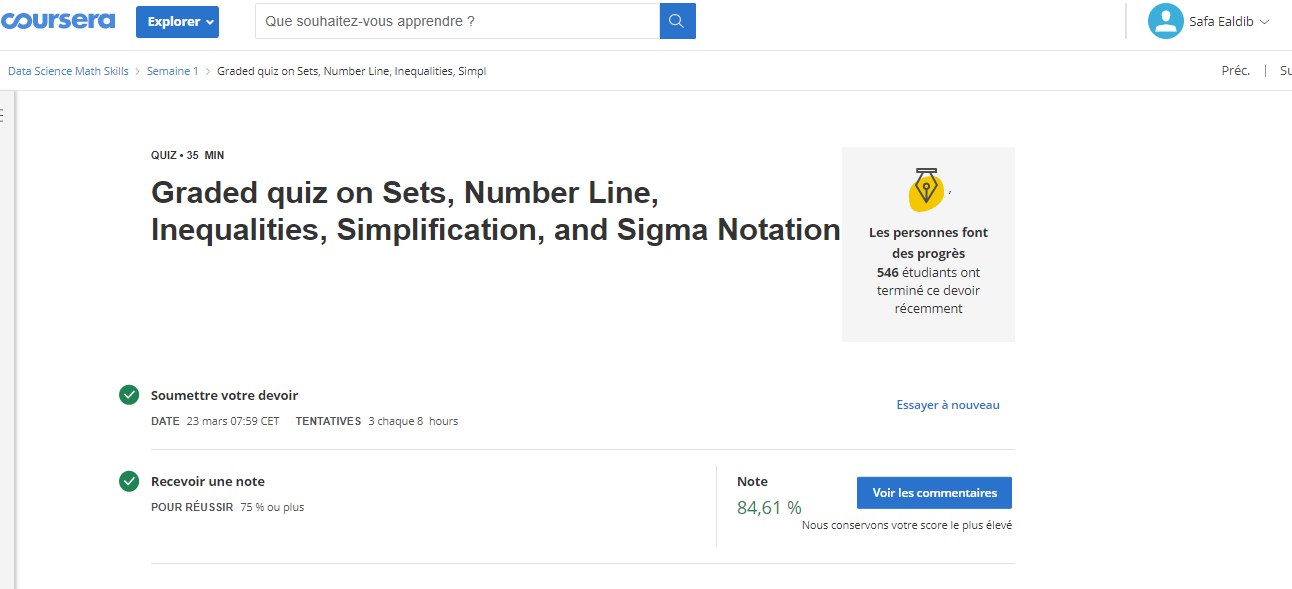 coursera
Explorer
Que souhaitez-vous apprendre ?
Safa Ealdib
Data Science Math Skills > Semaine 1 > Graded quiz on Sets, Number Line, Inequalities, Simpl
Préc. | Su
QUIZ • 35 MIN
Graded quiz on Sets, Number Line,
Inequalities, Simplification, and Sigma Notation
Les personnes font
des progrès
546 étudiants ont
terminé ce devoir
récemment
Soumettre votre devoir
DATE 23 mars 07:59 CET TENTATIVES 3 chaque 8 hours
Essayer à nouveau
Recevoir une note
POUR RÉUSSIR 75 % ou plus
Note
84,61 %
Voir les commentaires
Nous conservons votre score le plus élevé